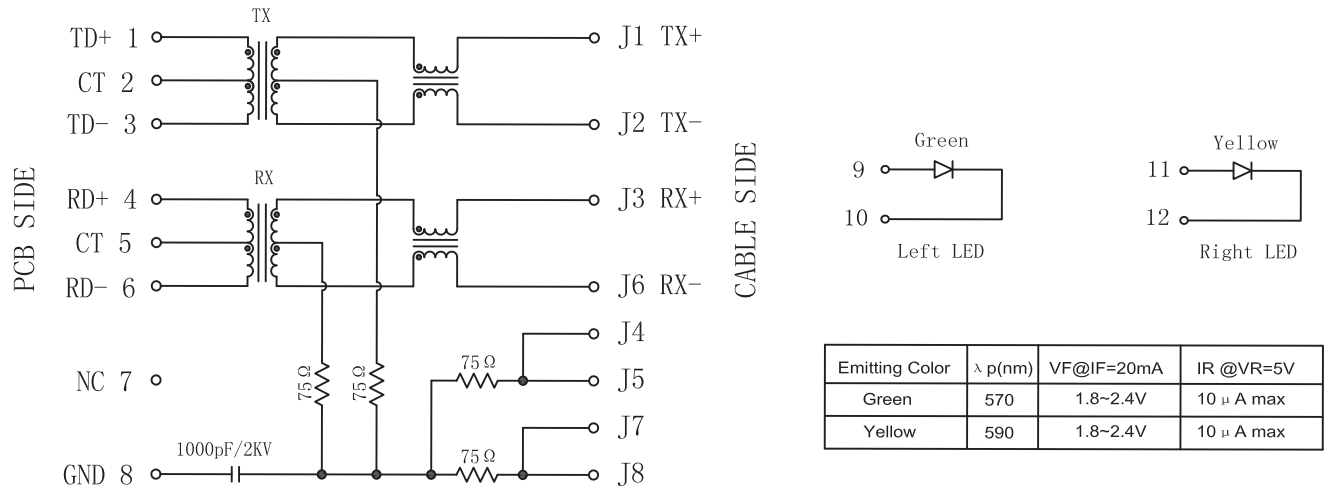 TX
TD+ 1
J1 TX+
CT 2
TD- 3
J2 TX-
PCB SIDE
RX
RD+ 4
J3 RX+
CT 5
RD- 6
J6 RX-
J4
75Ω
75Ω
75Ω
NC 7
J5
J7
1000pF/2KV
75Ω
GND 8
J8
CABLE SIDE
Green
9
10
Left LED
Yellow
11
12
Right LED
Emitting Color λp(nm) VF@IF=20mA IR @VR=5V
Green 570 1.8~2.4V 10 μA max
Yellow 590 1.8~2.4V 10 μA max